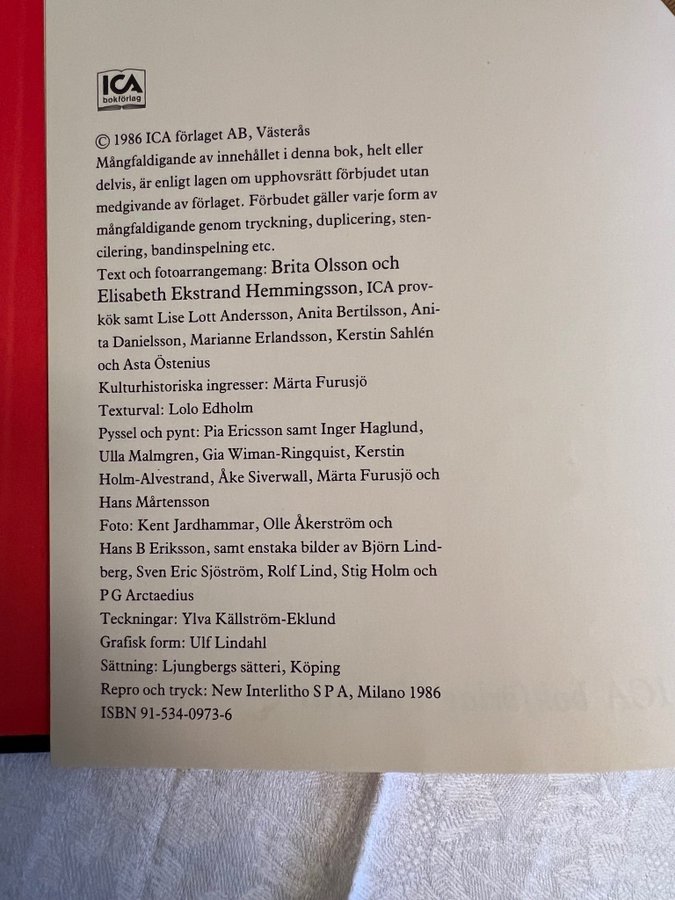 ICA
bokförlag
© 1986 ICA förlaget AB, Västerås
Mångfaldigande av innehållet i denna bok, helt eller
delvis, är enligt lagen om upphovsrätt förbjudet utan
medgivande av förlaget. Förbudet gäller varje form av
mångfaldigande genom tryckning, duplicering, sten-
cilering, bandinspelning etc.
Text och fotoarrangemang: Brita Olsson och
Elisabeth Ekstrand Hemmingsson, ICA prov-
kök samt Lise Lott Andersson, Anita Bertilsson, Ani-
ta Danielsson, Marianne Erlandsson, Kerstin Sahlén
och Asta Östenius
Kulturhistoriska ingresser: Märta Furusjö
Texturval: Lolo Edholm
Pyssel och pynt: Pia Ericsson samt Inger Haglund,
Ulla Malmgren, Gia Wiman-Ringquist, Kerstin
Holm-Alvestrand, Åke Siverwall, Märta Furusjö och
Hans Mårtensson
Foto: Kent Jardhammar, Olle Åkerström och
Hans B Eriksson, samt enstaka bilder av Björn Lind-
berg, Sven Eric Sjöström, Rolf Lind, Stig Holm och
P G Arctaedius
Teckningar: Ylva Källström-Eklund
Grafisk form: Ulf Lindahl
Sättning: Ljungbergs sätteri, Köping
Repro och tryck: New Interlitho S P A, Milano 1986
ISBN 91-534-0973-6